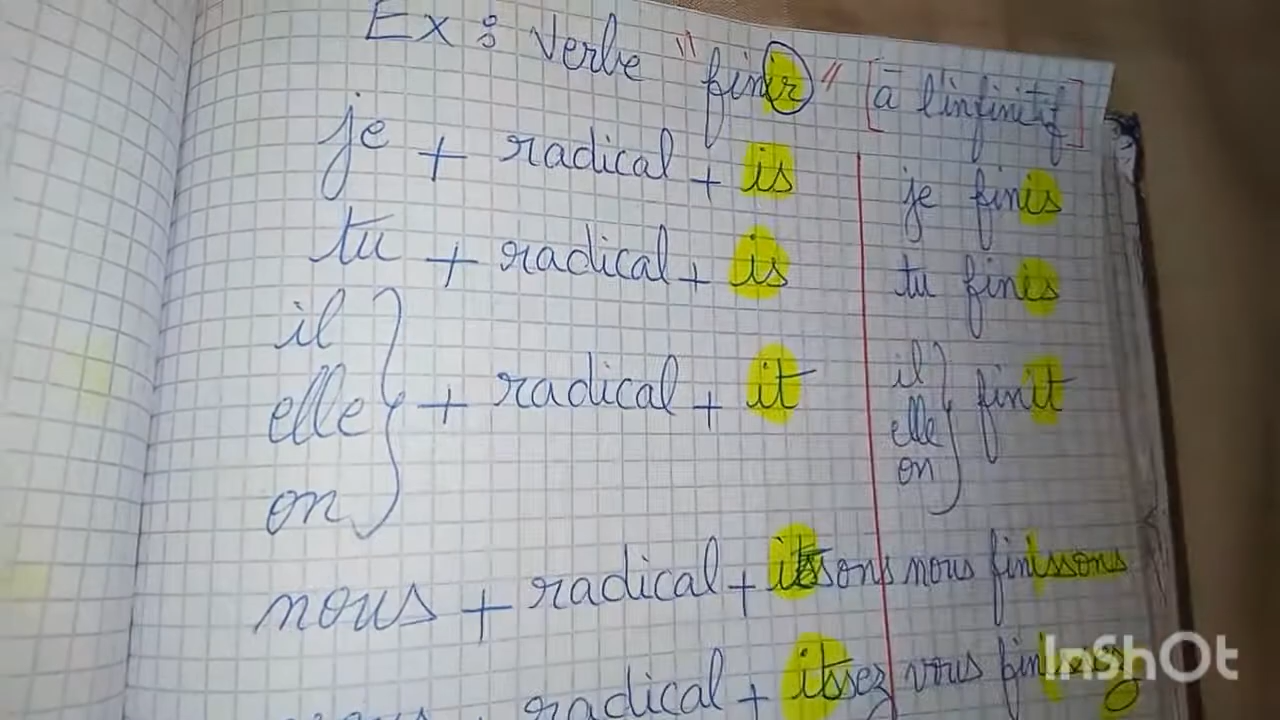 Ex : Verbe "finir" [à l'infinitif]
je + radical + is
je finis
tu + radical + is
tu finis
il
elle
on
+ radical + it
il
elle
on
finit
nous + radical + issons
nous finissons
radical + issez
vous finissez
InShOt